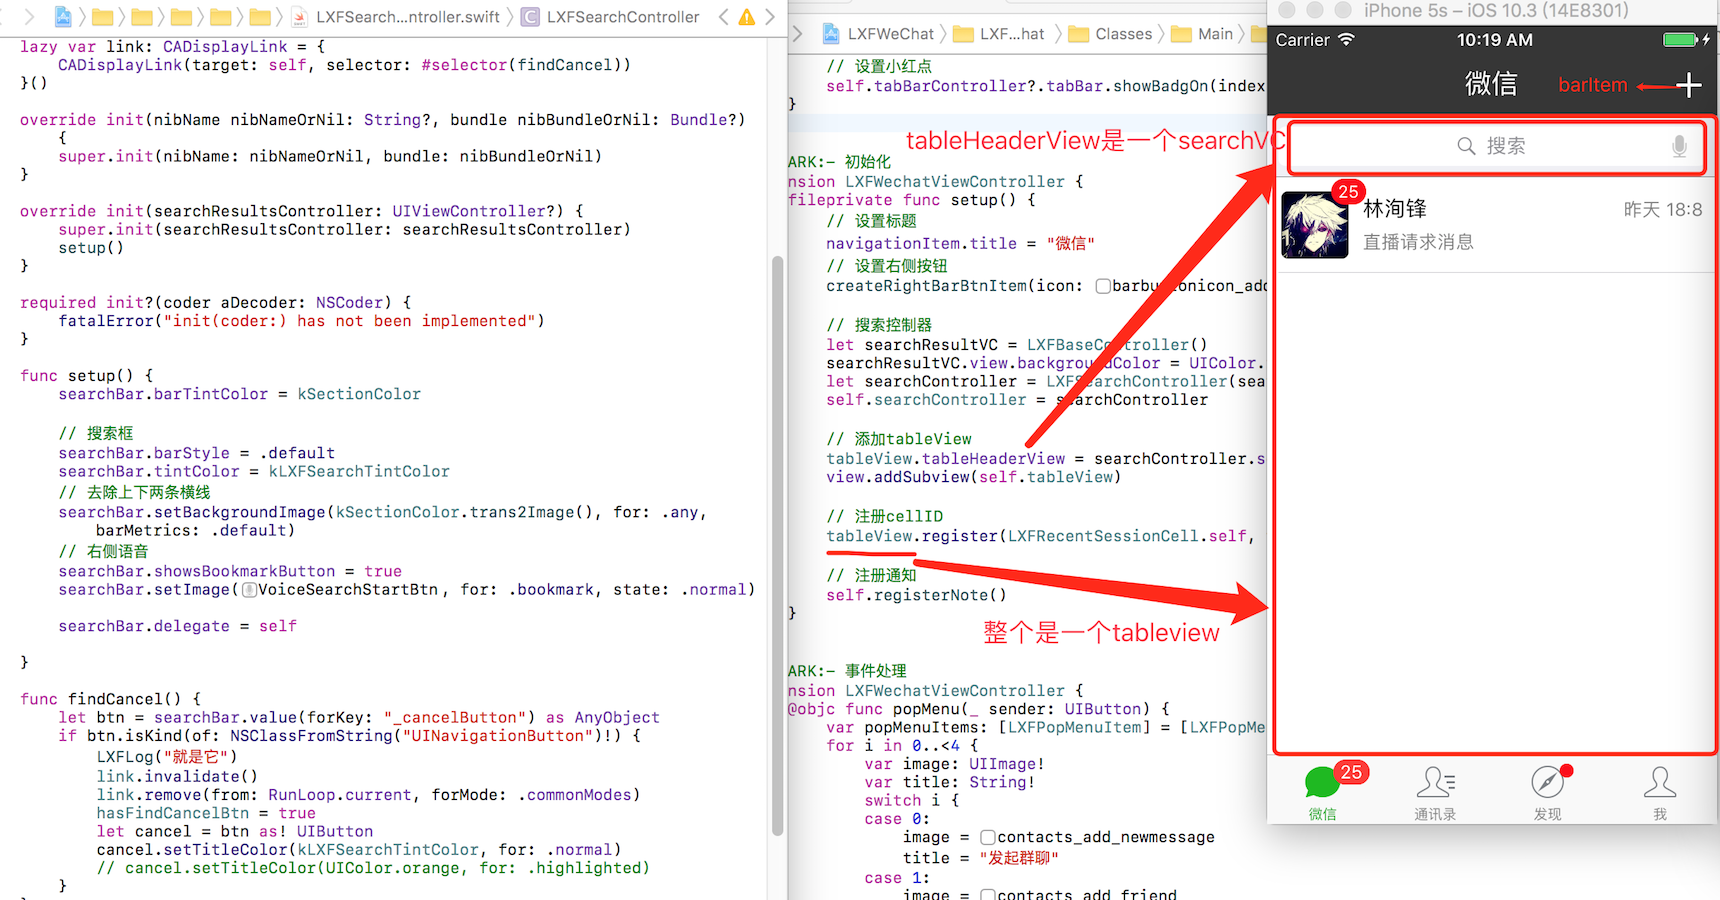 LXFSearch...ntroller.swift
LXFSearchController
lazy var link: CADisplayLink = {
CADisplayLink(target: self, selector: #selector(findCancel))
}()
override init(nibName nibNameOrNil: String?, bundle nibBundleOrNil: Bundle?)
{
super.init(nibName: nibNameOrNil, bundle: nibBundleOrNil)
}
override init(searchResultsController: UIViewController?) {
super.init(searchResultsController: searchResultsController)
setup()
}
required init?(coder aDecoder: NSCoder) {
fatalError("init(coder:) has not been implemented")
}
func setup() {
searchBar.barTintColor = kSectionColor
// 搜索框
searchBar.barStyle = .default
searchBar.tintColor = kLXFSearchTintColor
// 去除上下两条横线
searchBar.setBackgroundImage(kSectionColor.trans2Image(), for: .any,
barMetrics: .default)
// 右侧语音
searchBar.showsBookmarkButton = true
searchBar.setImage(VoiceSearchStartBtn, for: .bookmark, state: .normal)
searchBar.delegate = self
}
func findCancel() {
let btn = searchBar.value(forKey: "_cancelButton") as AnyObject
if btn.isKind(of: NSClassFromString("UINavigationButton")!) {
LXFLog("就是它")
link.invalidate()
link.remove(from: RunLoop.current, forMode: .commonModes)
hasFindCancelBtn = true
let cancel = btn as! UIButton
cancel.setTitleColor(kLXFSearchTintColor, for: .normal)
// cancel.setTitleColor(UIColor.orange, for: .highlighted)
}
LXFWeChat
LXF...hat
Classes
Main
// 设置小红点
self.tabBarController?.tabBar.showBadgOn(index
}
tableHeaderView是一个searchVC
ARK:- 初始化
nsion LXFWechatViewController {
fileprivate func setup() {
// 设置标题
navigationItem.title = "微信"
// 设置右侧按钮
createRightBarBtnItem(icon: barbuttonicon_add
// 搜索控制器
let searchResultVC = LXFBaseController()
searchResultVC.view.backgroundColor = UIColor.
let searchController = LXFSearchController(sea
self.searchController = searchController
// 添加tableView
tableView.tableHeaderView = searchController.s
view.addSubview(self.tableView)
// 注册cellID
tableView.register(LXFRecentSessionCell.self,
// 注册通知
self.registerNote()
}
整个是一个tableview
ARK:- 事件处理
nsion LXFWechatViewController {
@objc func popMenu(_ sender: UIButton) {
var popMenuItems: [LXFPopMenuItem] = [LXFPopMe
for i in 0..<4 {
var image: UIImage!
var title: String!
switch i {
case 0:
image = contacts_add_newmessage
title = "发起群聊"
case 1:
image = contacts_add_friend
iPhone 5s – iOS 10.3 (14E8301)
Carrier
10:19 AM
微信
barItem
搜索
25
林洵锋
昨天 18:8
直播请求消息
25
微信
通讯录
发现
我